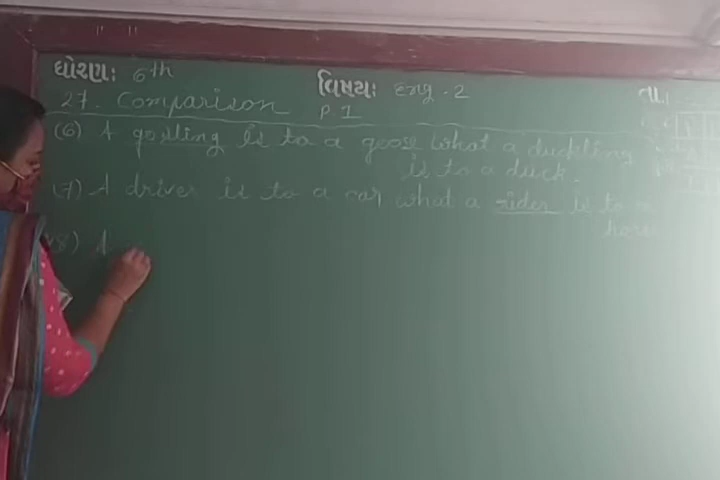 ધોરણ: 6th વિષય: Eng - 2 તા.
27. Comparison P 1
(6) A gosling is to a goose what a duckling
is to a duck.
(7) A driver is to a car what a rider is to a
horse
(8) A